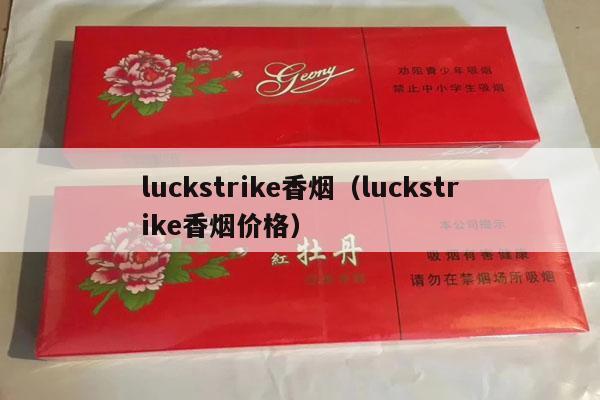 Geony
劝阻青少年吸烟
禁止中小学生吸烟
luckstrike香烟（luckstr
ike香烟价格）
紅 牡丹
本公司提示
吸烟有害健康
请勿在禁烟场所吸烟